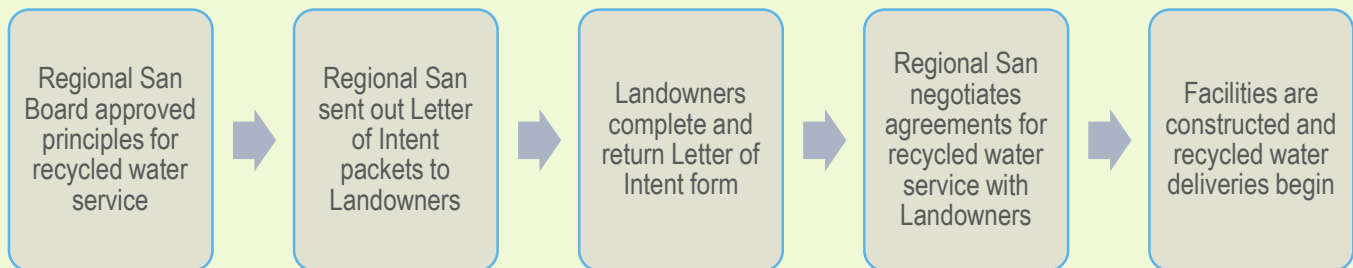 Regional San
Board approved
principles for
recycled water
service
Regional San
sent out Letter
of Intent
packets to
Landowners
Landowners
complete and
return Letter of
Intent form
Regional San
negotiates
agreements for
recycled water
service with
Landowners
Facilities are
constructed and
recycled water
deliveries begin